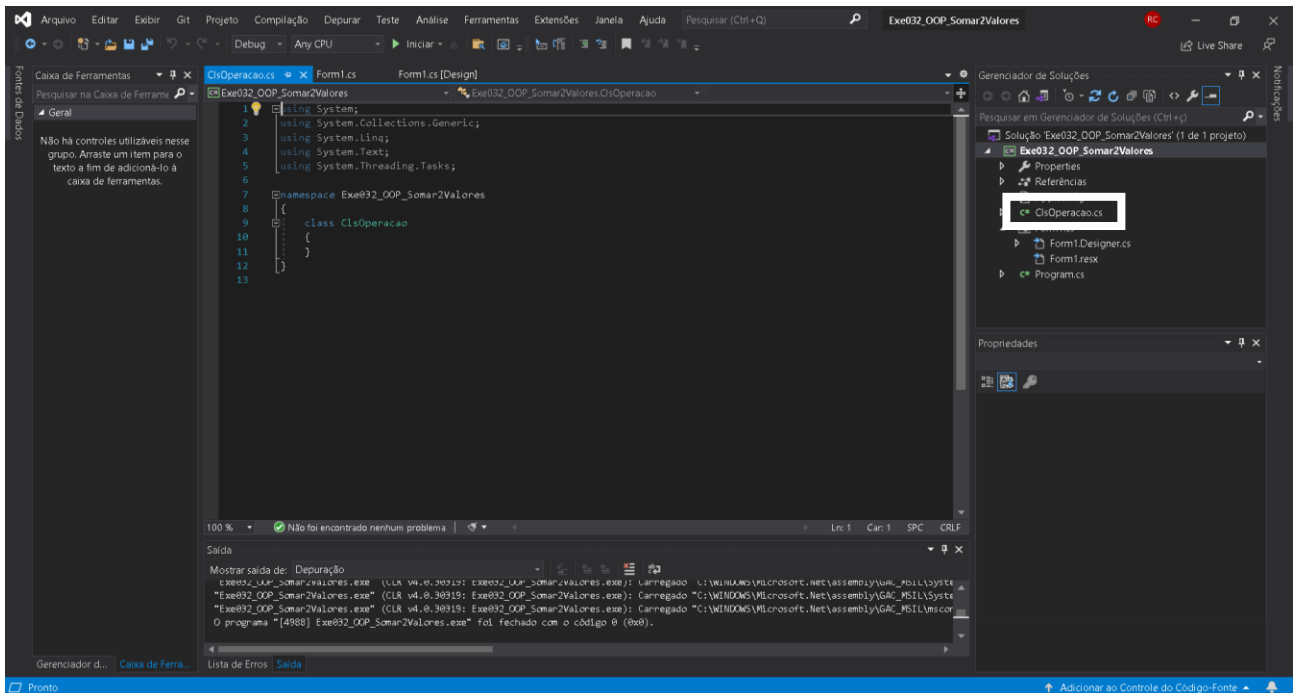 Arquivo Editar Exibir Git Projeto Compilação Depurar Teste Análise Ferramentas Extensões Janela Ajuda Pesquisar (Ctrl+Q) Exe032_OOP_Somar2Valores RC
Debug Any CPU Iniciar Live Share
Fontes de Dados
Caixa de Ferramentas
Pesquisar na Caixa de Ferrame
Geral
Não há controles utilizáveis nesse
grupo. Arraste um item para o
texto a fim de adicioná-lo à
caixa de ferramentas.
Gerenciador d... Caixa de Ferra...
ClsOperacao.cs Form1.cs Form1.cs [Design]
Exe032_OOP_Somar2Valores Exe032_OOP_Somar2Valores.ClsOperacao
1 using System;
2 using System.Collections.Generic;
3 using System.Linq;
4 using System.Text;
5 using System.Threading.Tasks;
6
7 namespace Exe032_OOP_Somar2Valores
8 {
9 class ClsOperacao
10 {
11 }
12 }
13
100 % Não foi encontrado nenhum problema Ln: 1 Car: 1 SPC CRLF
Saída
Mostrar saída de: Depuração
"Exe032_OOP_Somar2Valores.exe" (CLR v4.0.30319: Exe032_OOP_Somar2Valores.exe): Carregado "C:\WINDOWS\Microsoft.Net\assembly\GAC_MSIL\Syste
"Exe032_OOP_Somar2Valores.exe" (CLR v4.0.30319: Exe032_OOP_Somar2Valores.exe): Carregado "C:\WINDOWS\Microsoft.Net\assembly\GAC_MSIL\Syste
"Exe032_OOP_Somar2Valores.exe" (CLR v4.0.30319: Exe032_OOP_Somar2Valores.exe): Carregado "C:\WINDOWS\Microsoft.Net\assembly\GAC_MSIL\mscor
O programa "[4988] Exe032_OOP_Somar2Valores.exe" foi fechado com o código 0 (0x0).
Lista de Erros Saída
Gerenciador de Soluções
Pesquisar em Gerenciador de Soluções (Ctrl+ç)
Solução 'Exe032_OOP_Somar2Valores' (1 de 1 projeto)
Exe032_OOP_Somar2Valores
Properties
Referências
C# ClsOperacao.cs
Form1.Designer.cs
Form1.resx
C# Program.cs
Propriedades
Notificações
Pronto Adicionar ao Controle do Código-Fonte